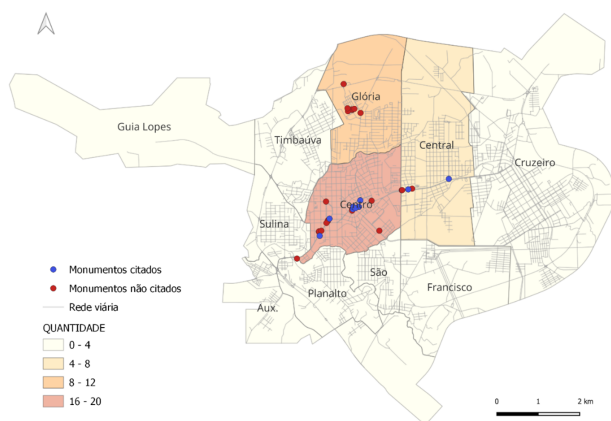 Glória
Guia Lopes
Timbaúva
Central
Cruzeiro
Centro
Sulina
Monumentos citados
São
Monumentos não citados
Planalto
Francisco
Rede viária
Aux.
QUANTIDADE
0 - 4
4 - 8
8 - 12
16 - 20
0 1 2 km